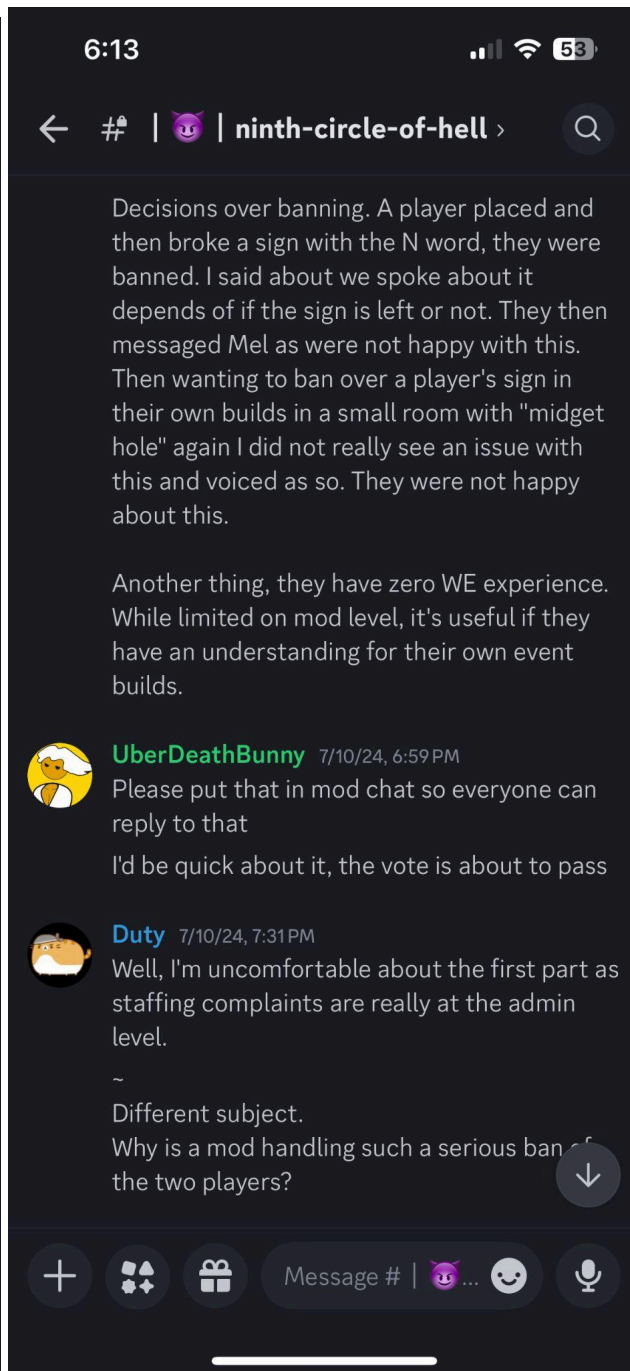 6:13
53
# | 😈 | ninth-circle-of-hell ›
Decisions over banning. A player placed and
then broke a sign with the N word, they were
banned. I said about we spoke about it
depends of if the sign is left or not. They then
messaged Mel as were not happy with this.
Then wanting to ban over a player's sign in
their own builds in a small room with "midget
hole" again I did not really see an issue with
this and voiced as so. They were not happy
about this.
Another thing, they have zero WE experience.
While limited on mod level, it's useful if they
have an understanding for their own event
builds.
UberDeathBunny 7/10/24, 6:59 PM
Please put that in mod chat so everyone can
reply to that
I'd be quick about it, the vote is about to pass
Duty 7/10/24, 7:31 PM
Well, I'm uncomfortable about the first part as
staffing complaints are really at the admin
level.
~
Different subject.
Why is a mod handling such a serious ban of
the two players?
Message # | 😈...